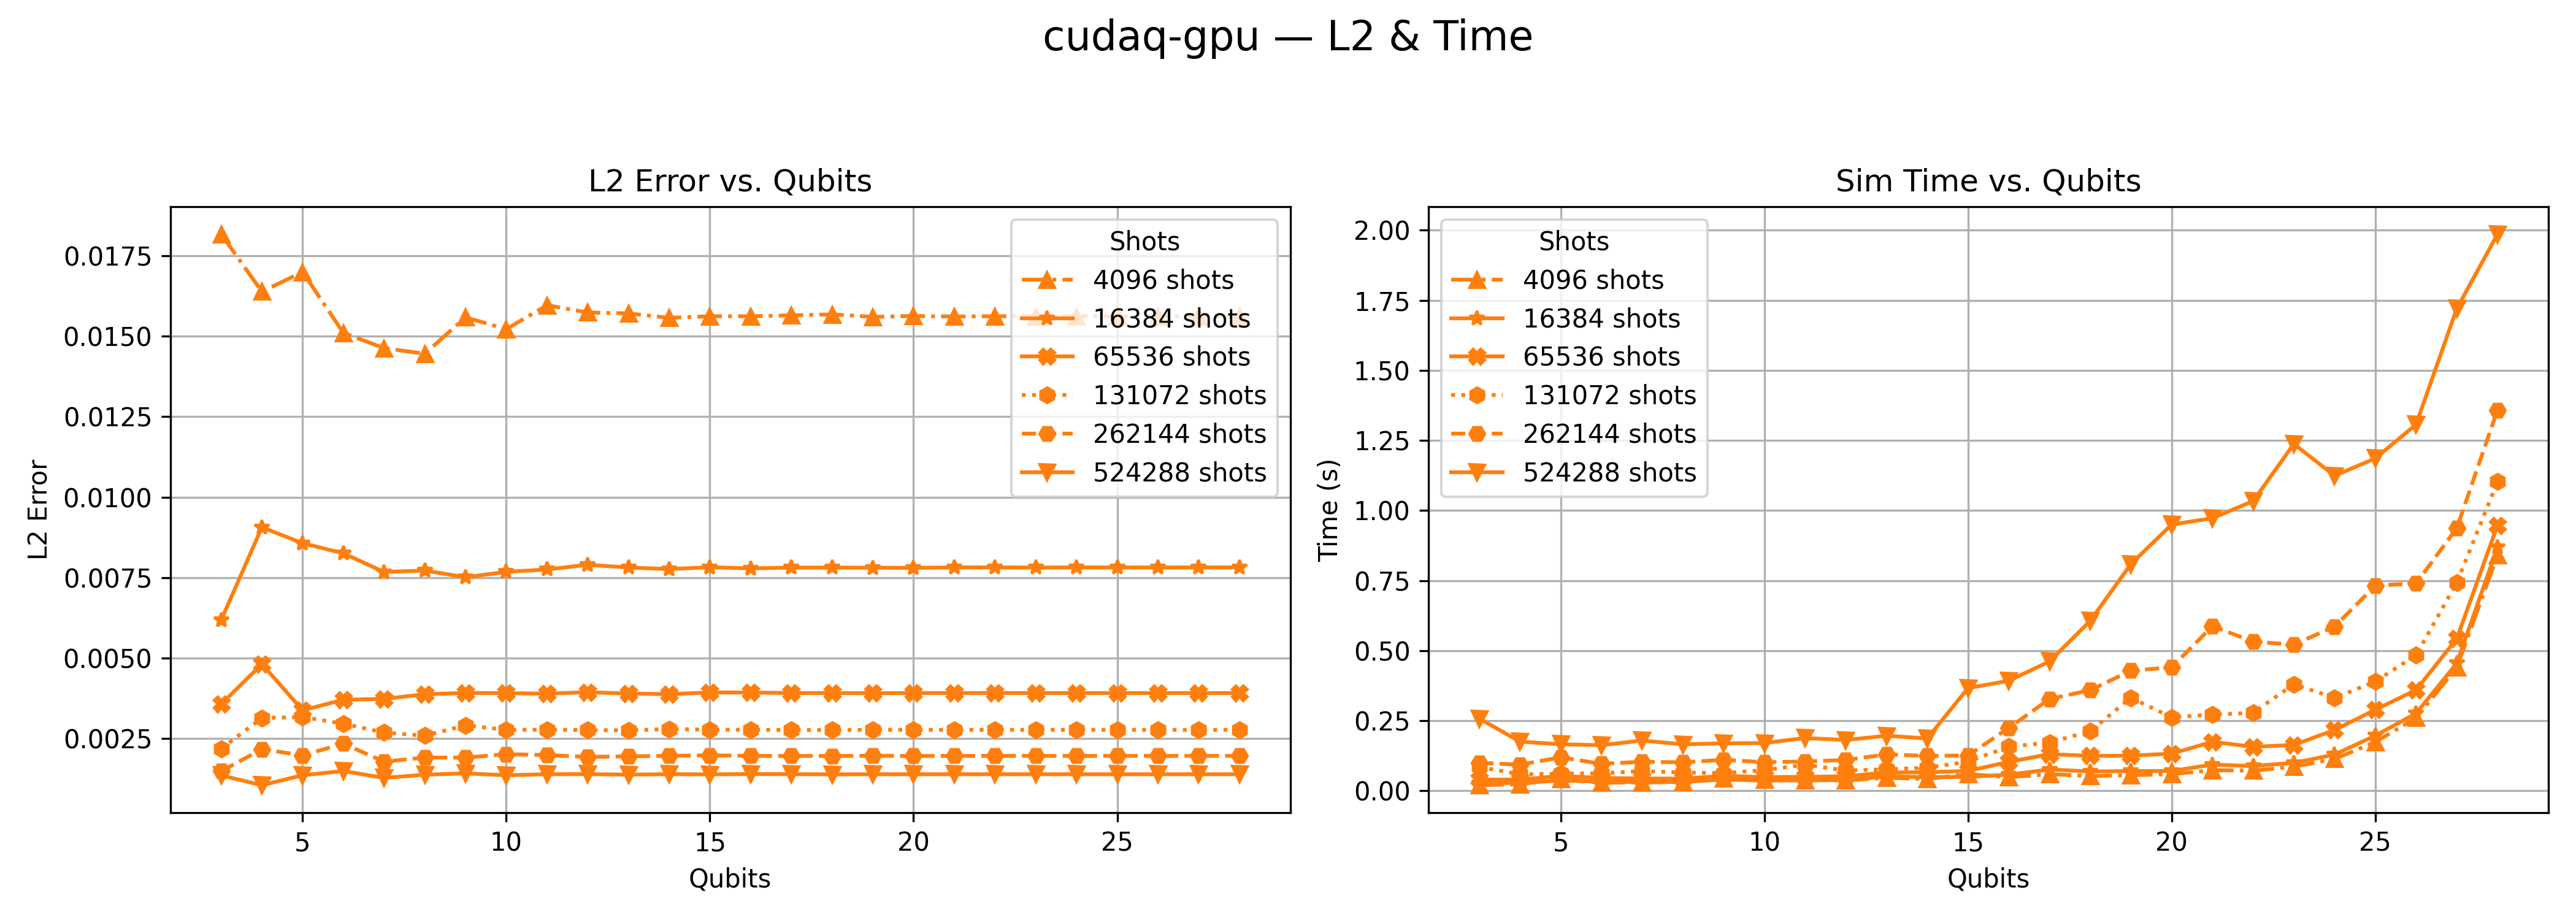 cudaq-gpu — L2 & Time
L2 Error vs. Qubits
L2 Error
0.0175
0.0150
0.0125
0.0100
0.0075
0.0050
0.0025
Shots
4096 shots
16384 shots
65536 shots
131072 shots
262144 shots
524288 shots
5 10 15 20 25
Qubits
Sim Time vs. Qubits
Time (s)
2.00
1.75
1.50
1.25
1.00
0.75
0.50
0.25
0.00
Shots
4096 shots
16384 shots
65536 shots
131072 shots
262144 shots
524288 shots
5 10 15 20 25
Qubits